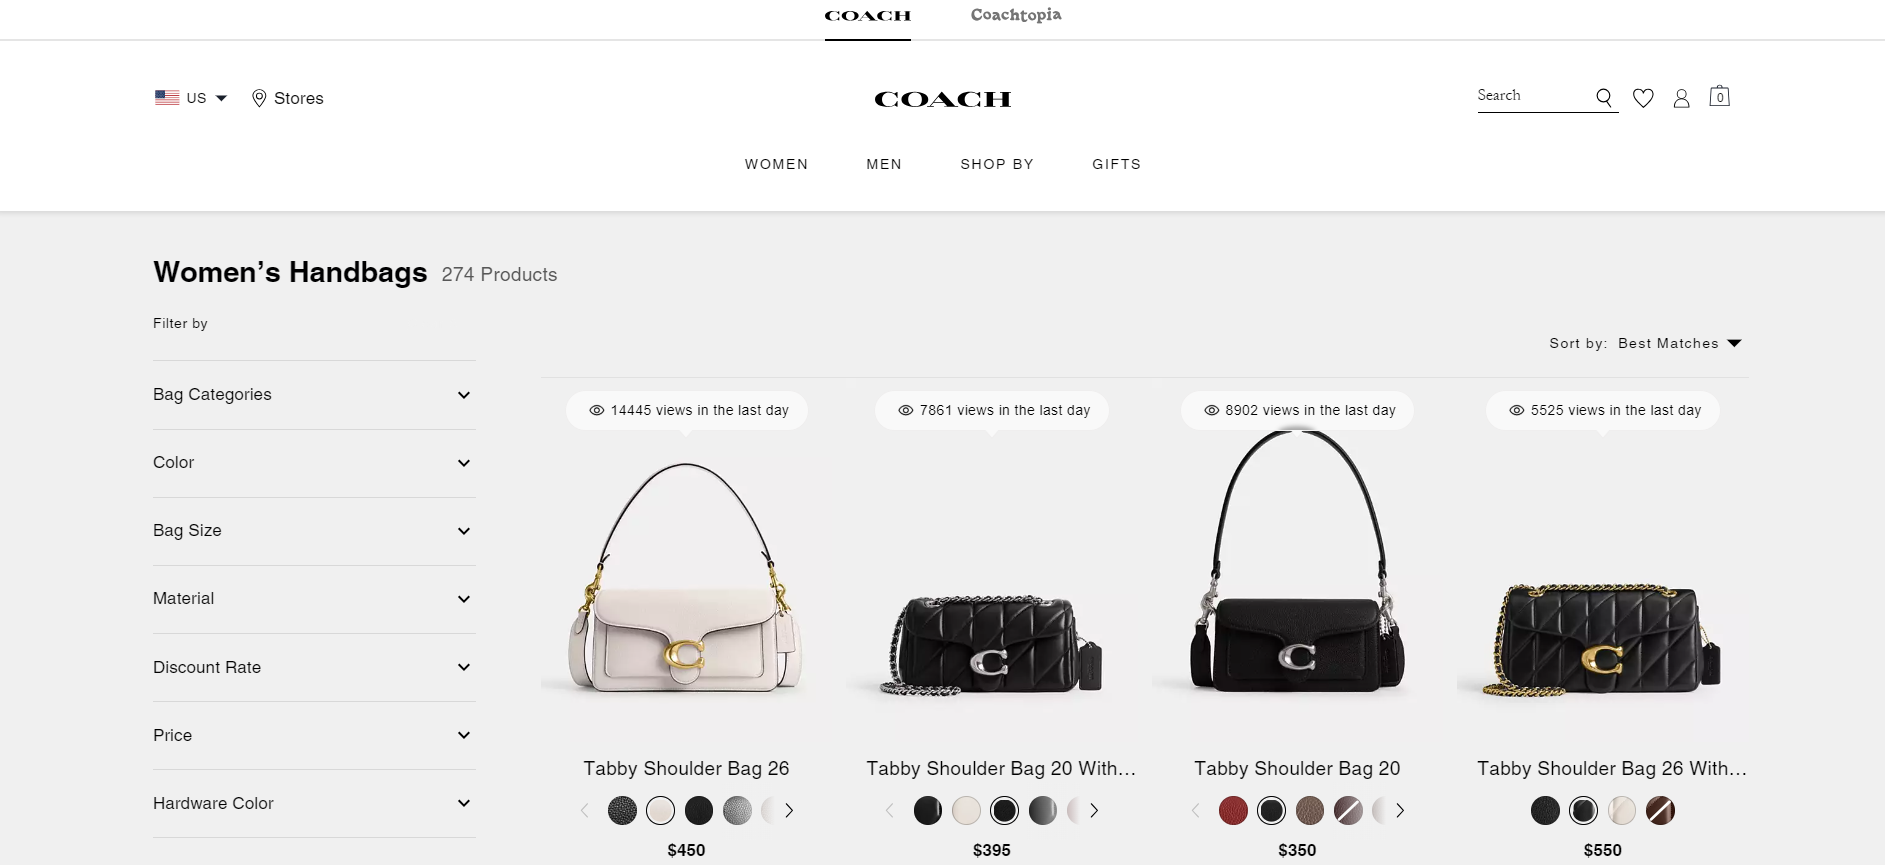 COACH
Coachtopia
US
Stores
COACH
Search
0
WOMEN
MEN
SHOP BY
GIFTS
Women's Handbags 274 Products
Filter by
Sort by: Best Matches
Bag Categories
Color
Bag Size
Material
Discount Rate
Price
Hardware Color
14445 views in the last day
7861 views in the last day
8902 views in the last day
5525 views in the last day
Tabby Shoulder Bag 26
Tabby Shoulder Bag 20 With...
Tabby Shoulder Bag 20
Tabby Shoulder Bag 26 With...
$450
$395
$350
$550